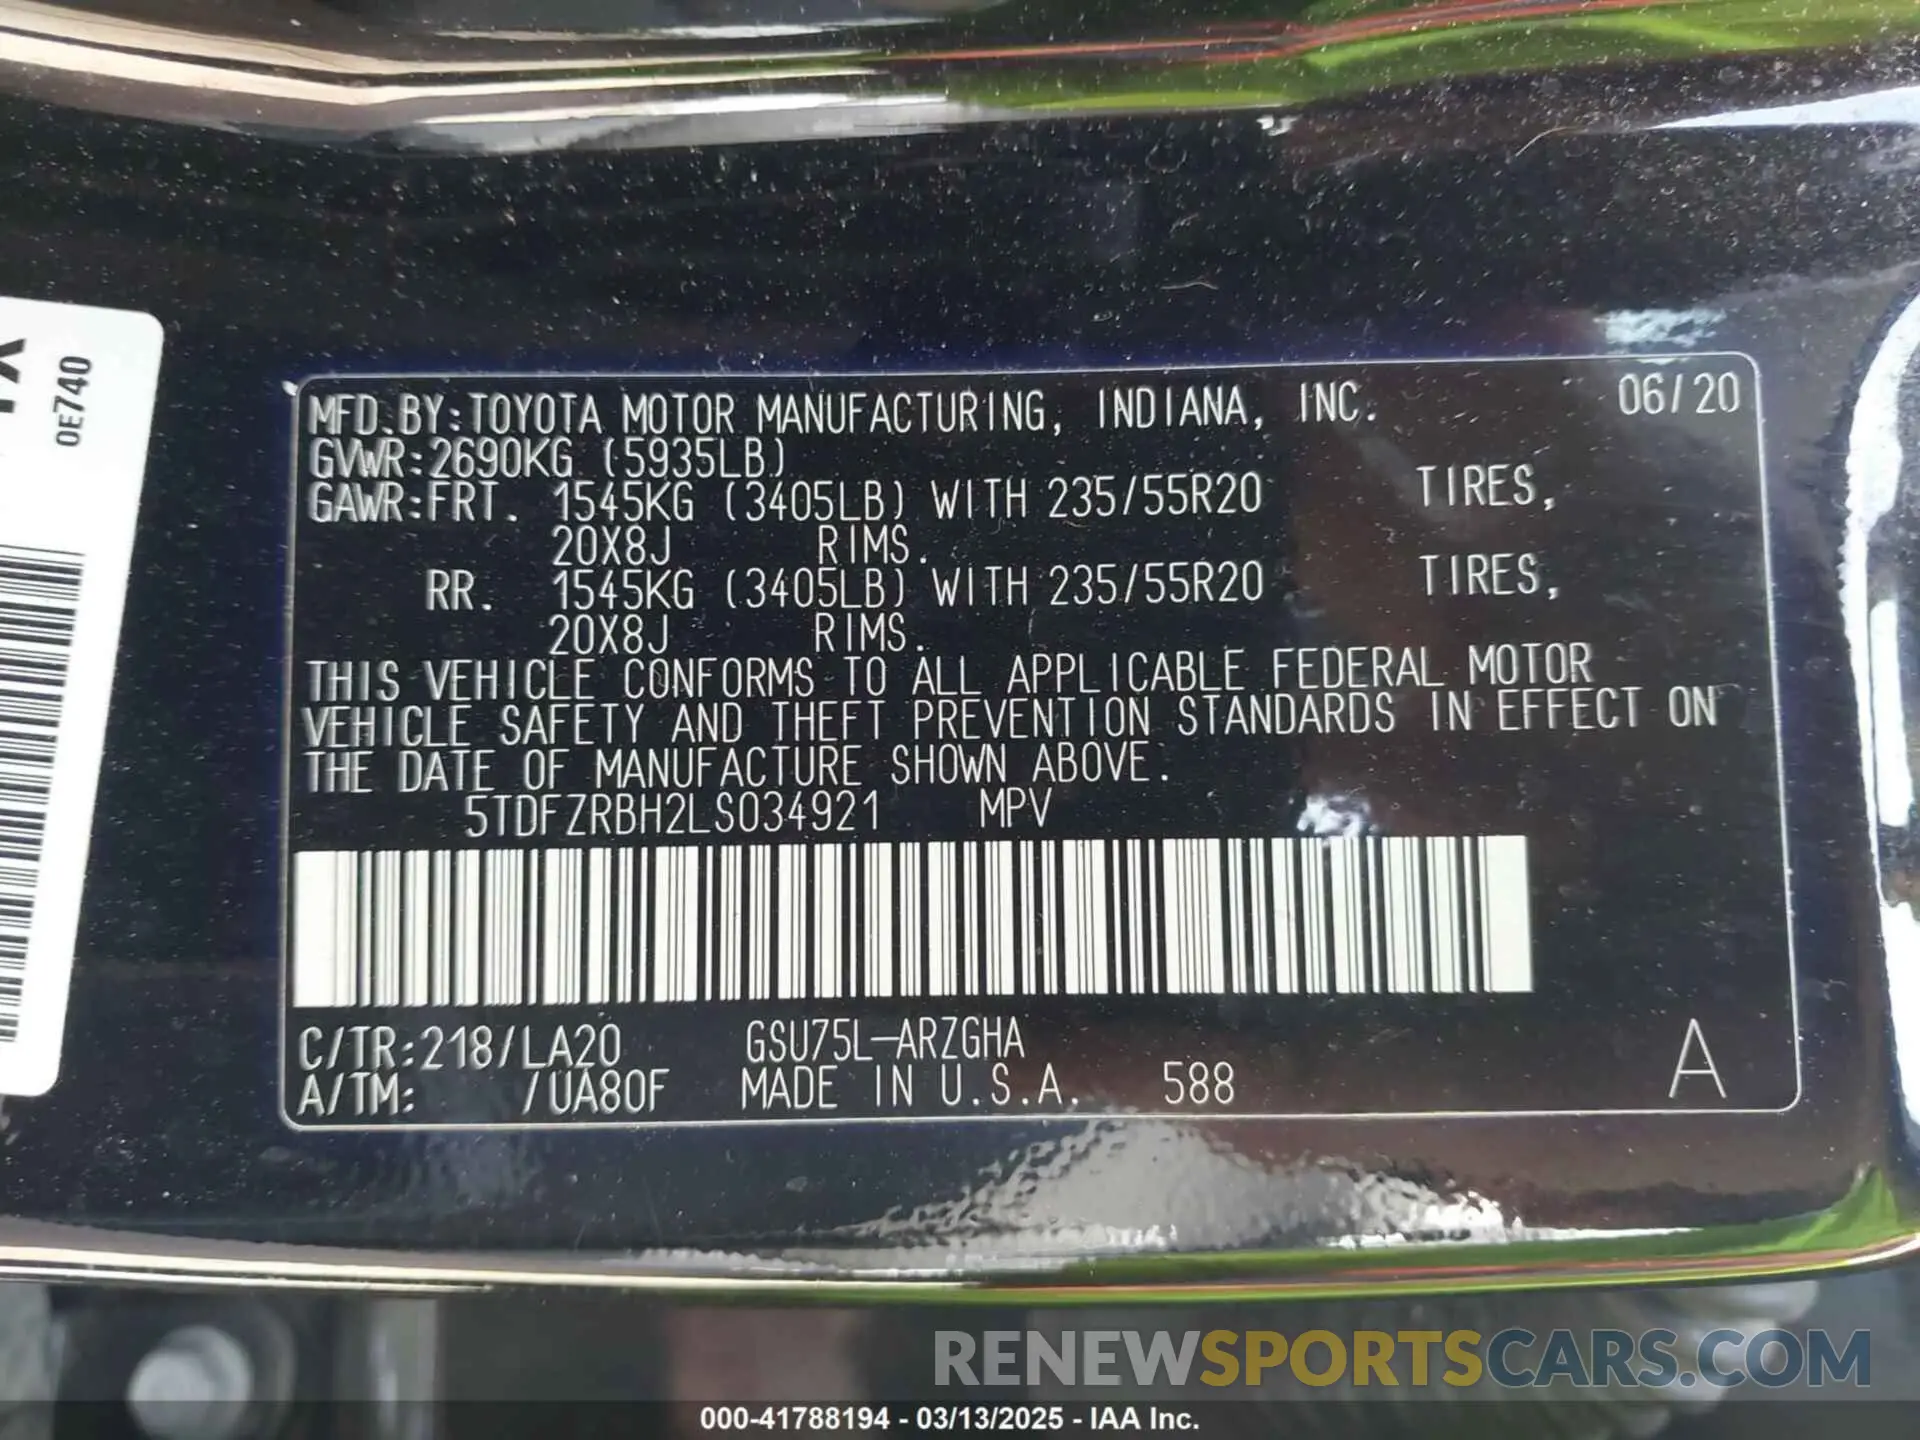 MFD.BY:TOYOTA MOTOR MANUFACTURING, INDIANA, INC. 06/20
GVWR:2690KG (5935LB)
GAWR:FRT. 1545KG (3405LB) WITH 235/55R20 TIRES,
20X8J RIMS.
RR. 1545KG (3405LB) WITH 235/55R20 TIRES,
20X8J RIMS.
THIS VEHICLE CONFORMS TO ALL APPLICABLE FEDERAL MOTOR
VEHICLE SAFETY AND THEFT PREVENTION STANDARDS IN EFFECT ON
THE DATE OF MANUFACTURE SHOWN ABOVE.
5TDFZRBH2LS034921 MPV
C/TR:218/LA20 GSU75L-ARZGHA
A/TM: /UA80F MADE IN U.S.A. 588 A
0E740
RENEWSPORTSCARS.COM
000-41788194 - 03/13/2025 - IAA Inc.